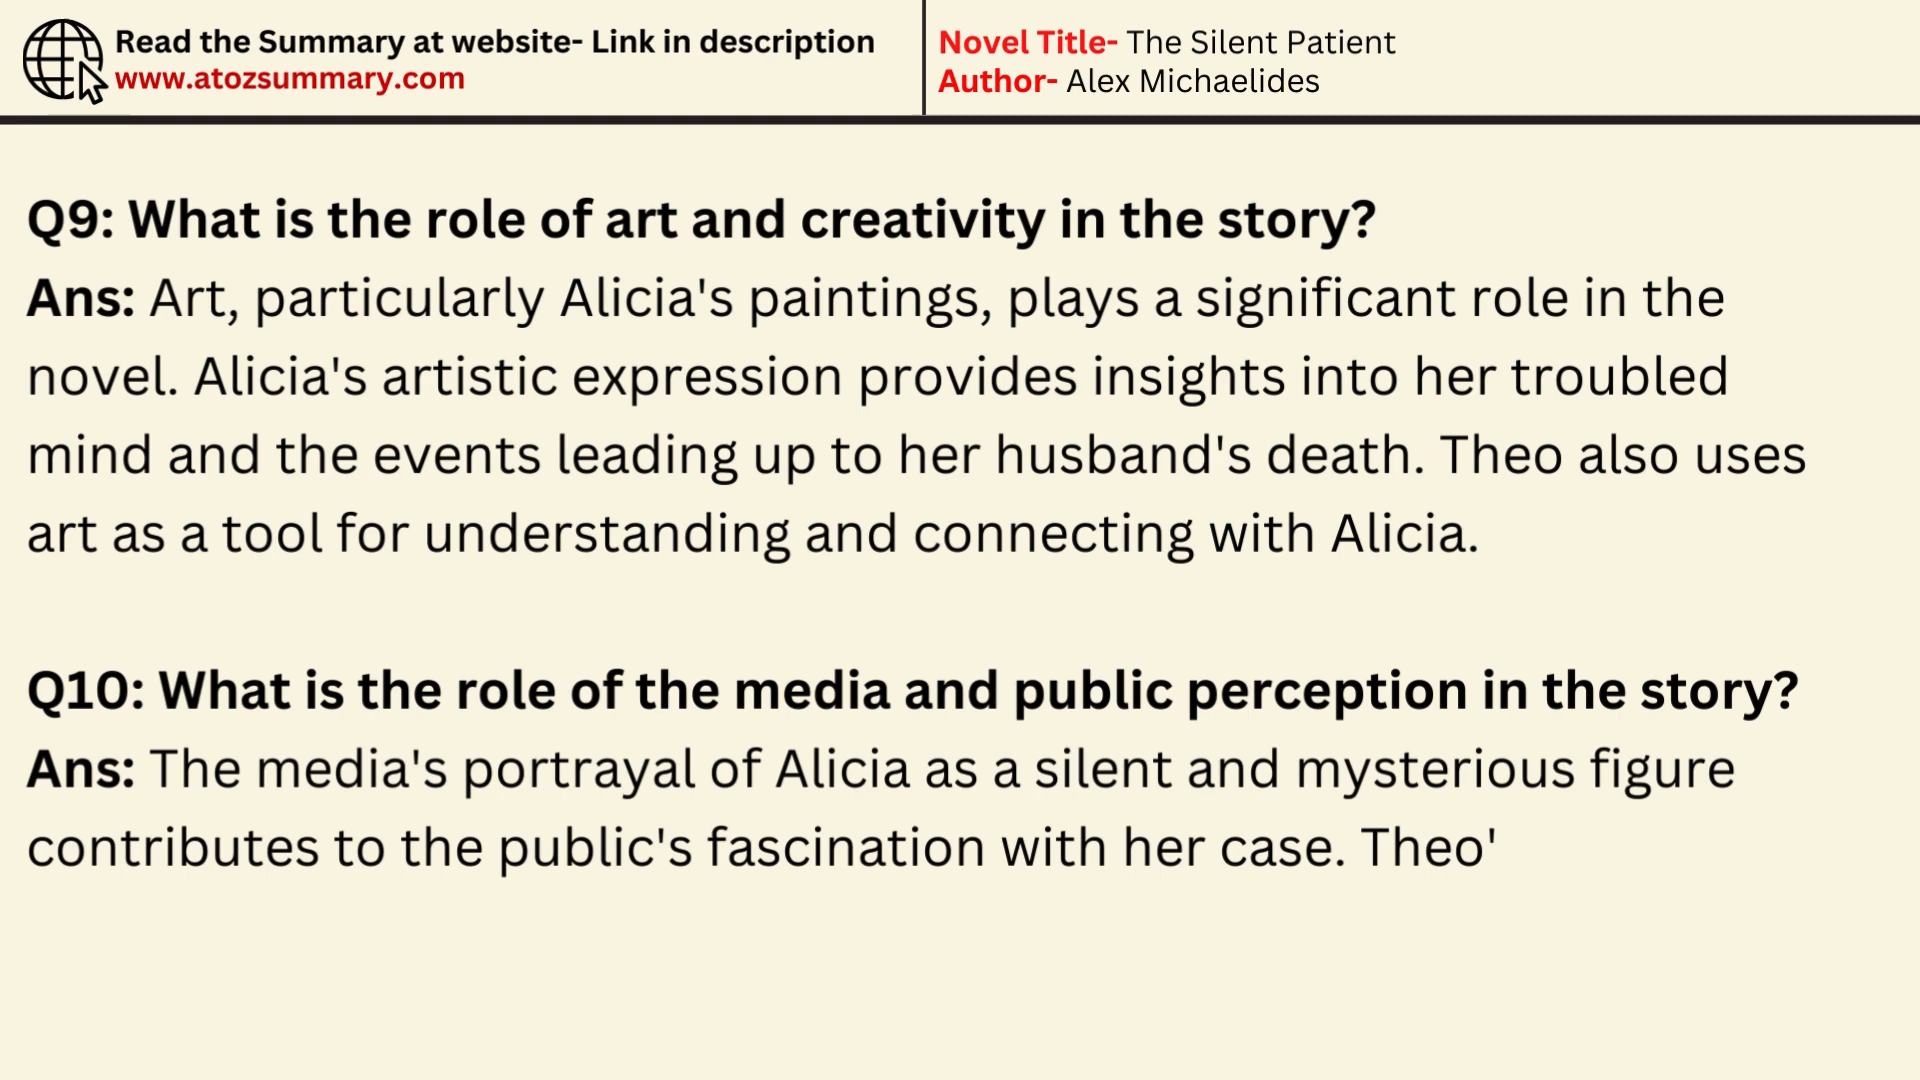 Read the Summary at website- Link in description
www.atozsummary.com
Novel Title- The Silent Patient
Author- Alex Michaelides
Q9: What is the role of art and creativity in the story?
Ans: Art, particularly Alicia's paintings, plays a significant role in the
novel. Alicia's artistic expression provides insights into her troubled
mind and the events leading up to her husband's death. Theo also uses
art as a tool for understanding and connecting with Alicia.
Q10: What is the role of the media and public perception in the story?
Ans: The media's portrayal of Alicia as a silent and mysterious figure
contributes to the public's fascination with her case. Theo'